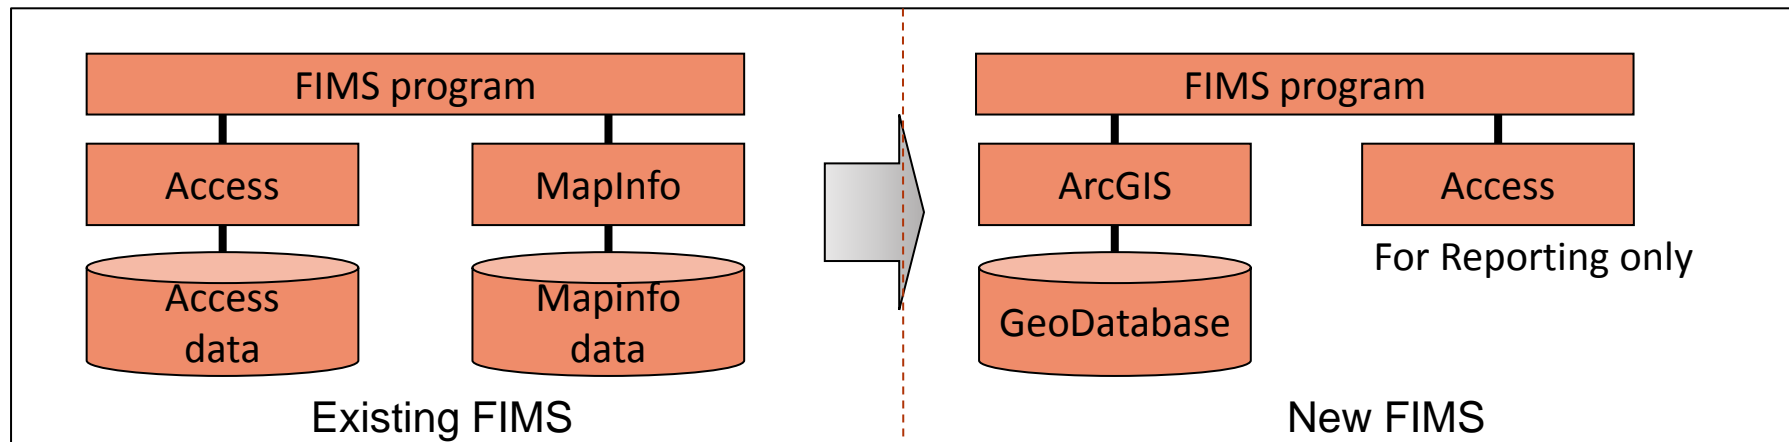 FIMS program
Access
MapInfo
Access
data
Mapinfo
data
Existing FIMS
FIMS program
ArcGIS
Access
For Reporting only
GeoDatabase
New FIMS